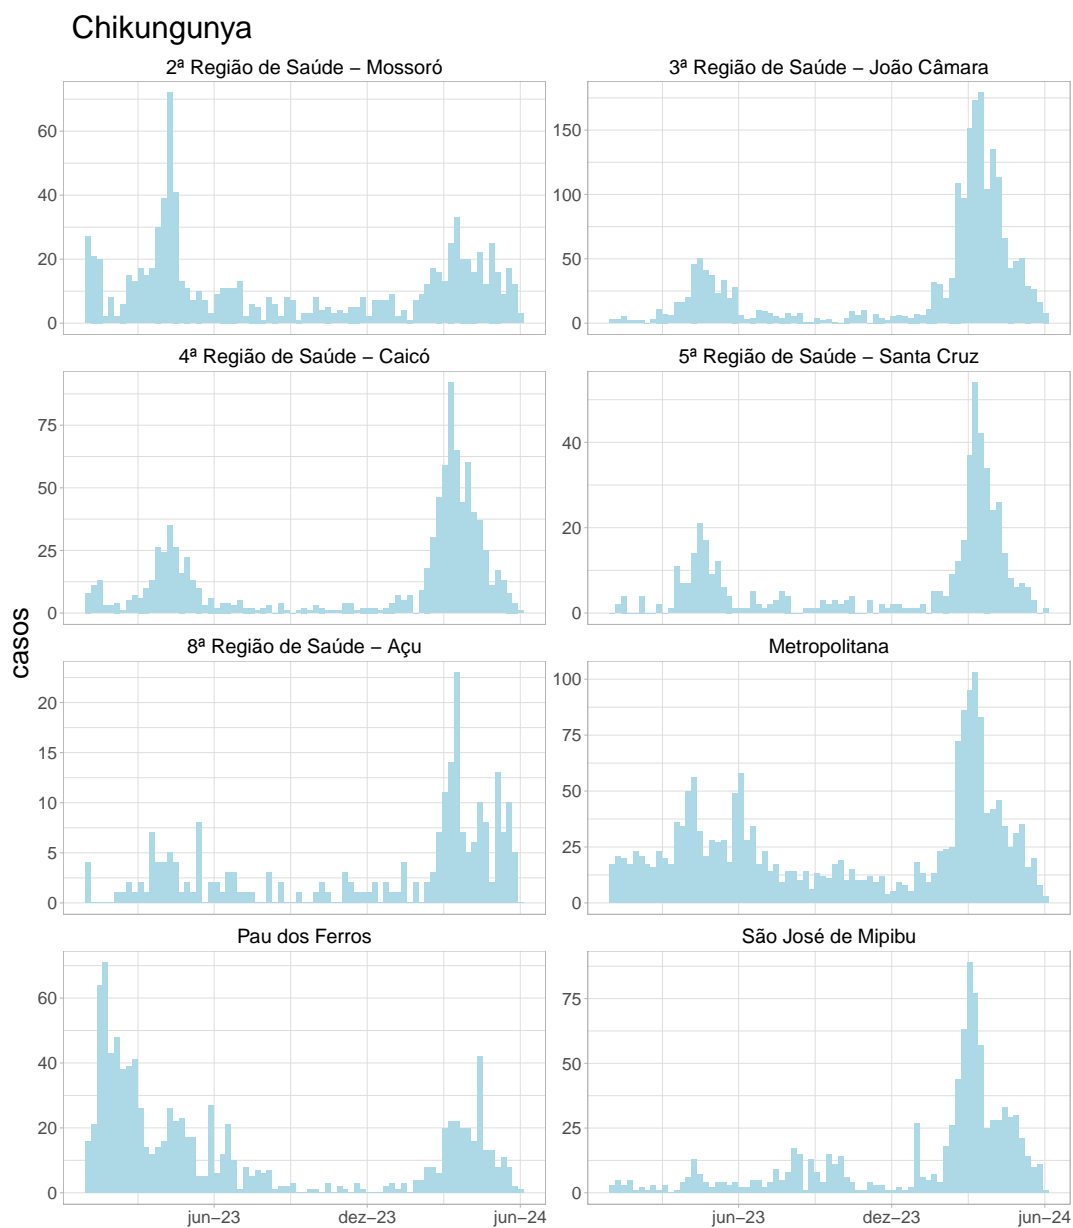 Chikungunya
2ª Região de Saúde − Mossoró
3ª Região de Saúde − João Câmara
60
40
20
0
150
100
50
0
4ª Região de Saúde − Caicó
5ª Região de Saúde − Santa Cruz
75
50
25
0
40
20
0
casos
8ª Região de Saúde − Açu
Metropolitana
20
15
10
5
0
100
75
50
25
0
Pau dos Ferros
São José de Mipibu
60
40
20
0
75
50
25
0
jun−23 dez−23 jun−24
jun−23 dez−23 jun−24